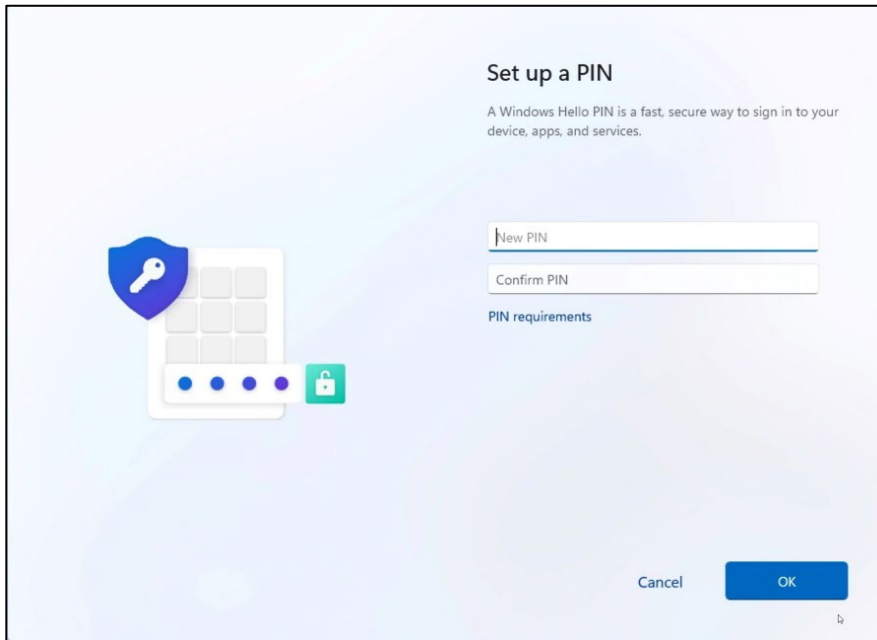 Set up a PIN
A Windows Hello PIN is a fast, secure way to sign in to your
device, apps, and services.
New PIN
Confirm PIN
PIN requirements
Cancel
OK